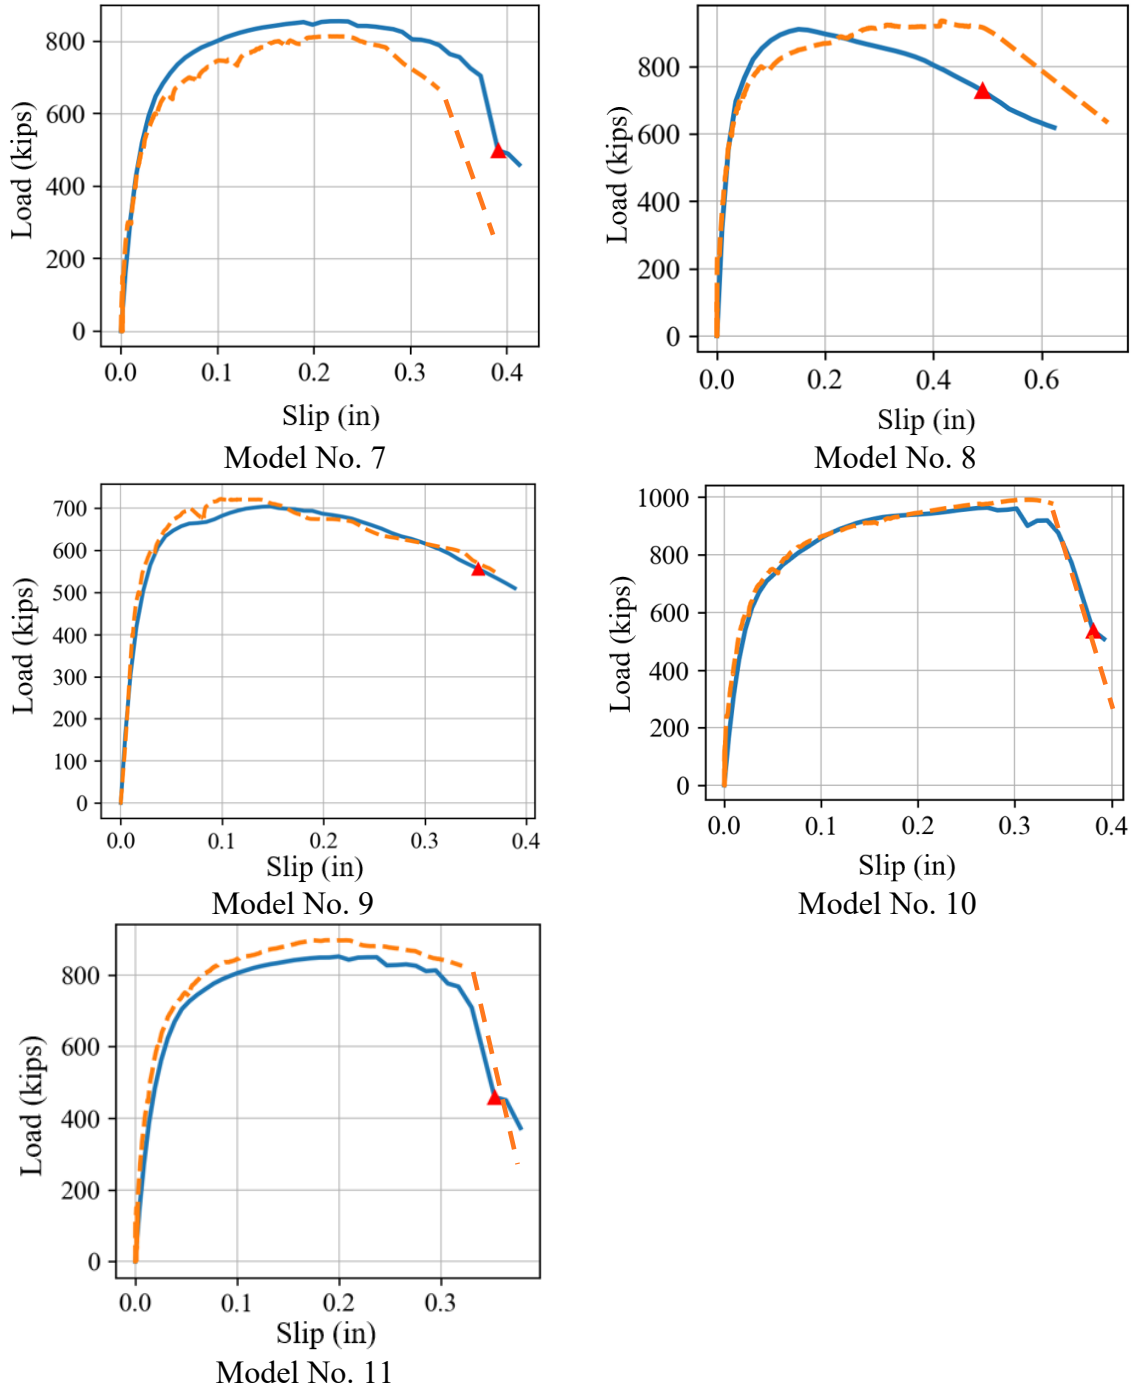 Load (kips)
800
600
400
200
0
0.0 0.1 0.2 0.3 0.4
Slip (in)
Model No. 7
Load (kips)
800
600
400
200
0
0.0 0.2 0.4 0.6
Slip (in)
Model No. 8
Load (kips)
700
600
500
400
300
200
100
0
0.0 0.1 0.2 0.3 0.4
Slip (in)
Model No. 9
Load (kips)
1000
800
600
400
200
0
0.0 0.1 0.2 0.3 0.4
Slip (in)
Model No. 10
Load (kips)
800
600
400
200
0
0.0 0.1 0.2 0.3
Slip (in)
Model No. 11